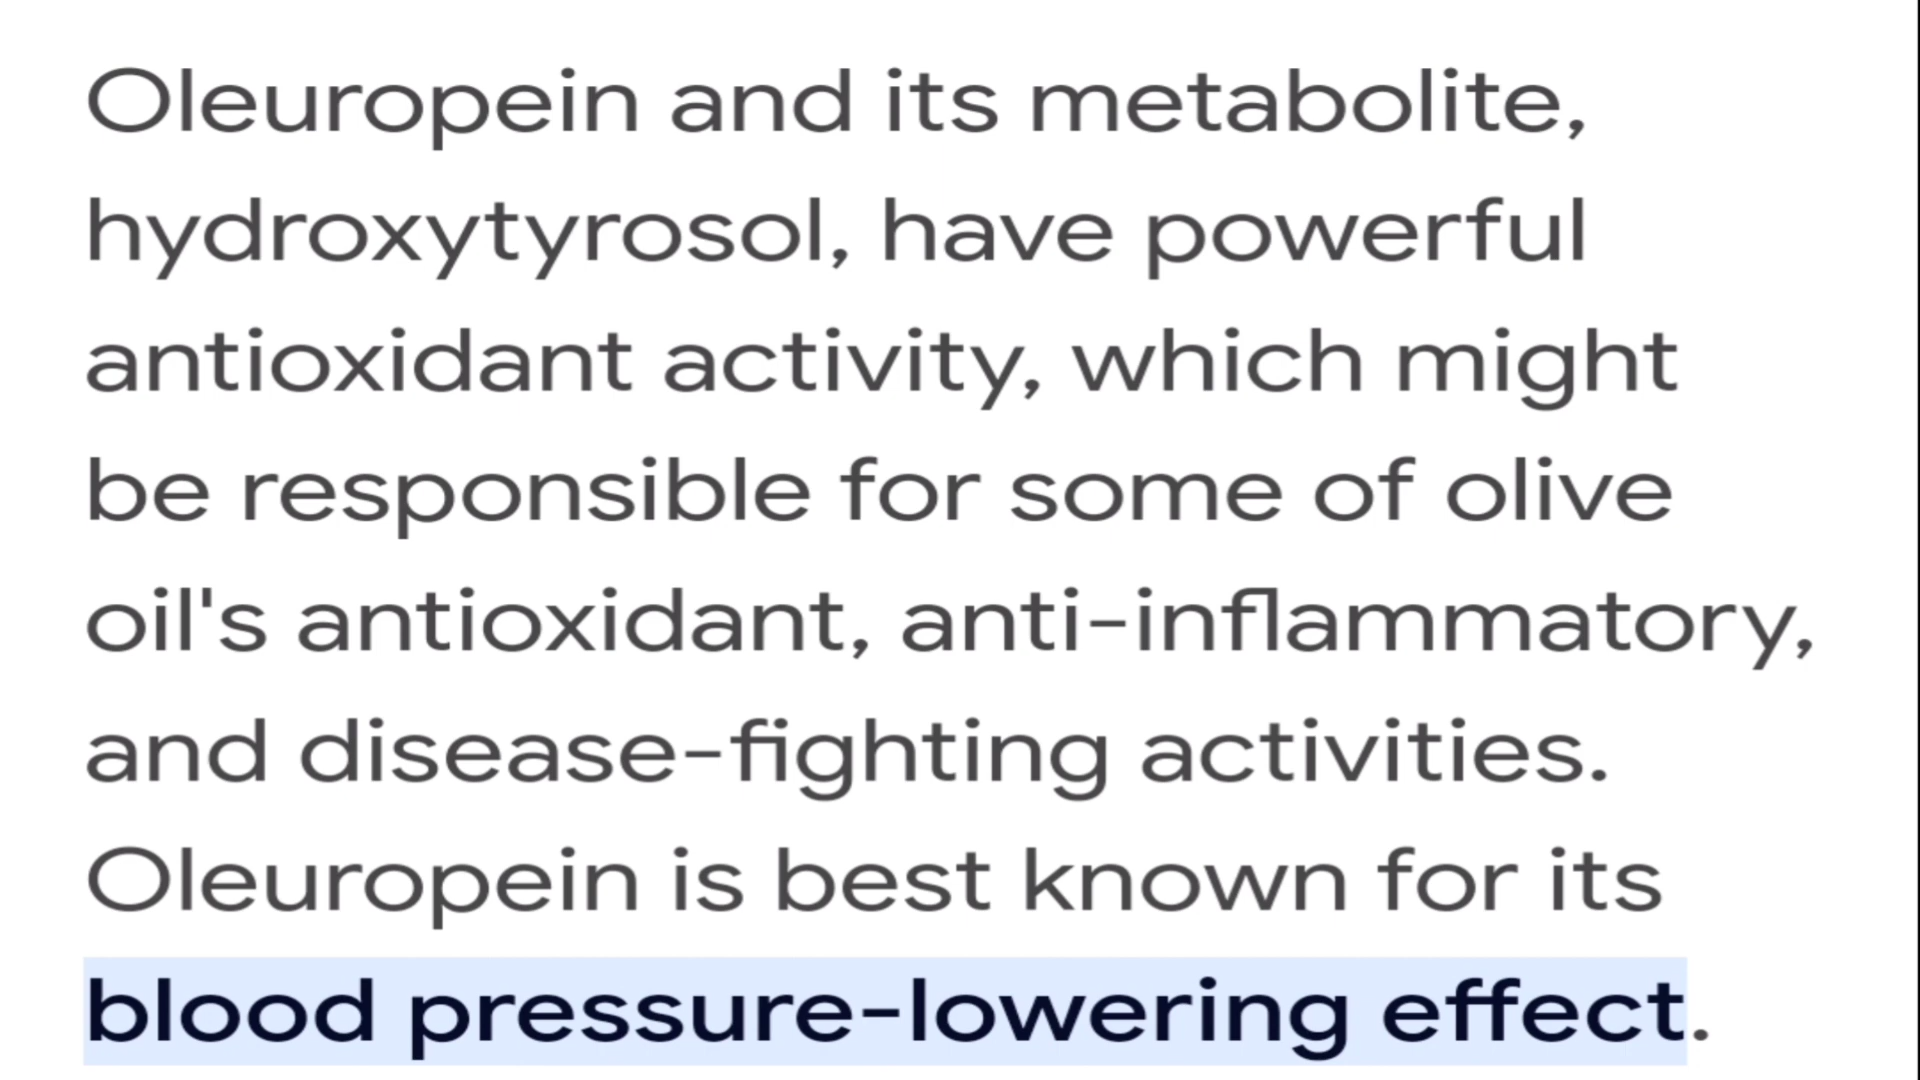 Oleuropein and its metabolite,
hydroxytyrosol, have powerful
antioxidant activity, which might
be responsible for some of olive
oil's antioxidant, anti-inflammatory,
and disease-fighting activities.
Oleuropein is best known for its
blood pressure-lowering effect.